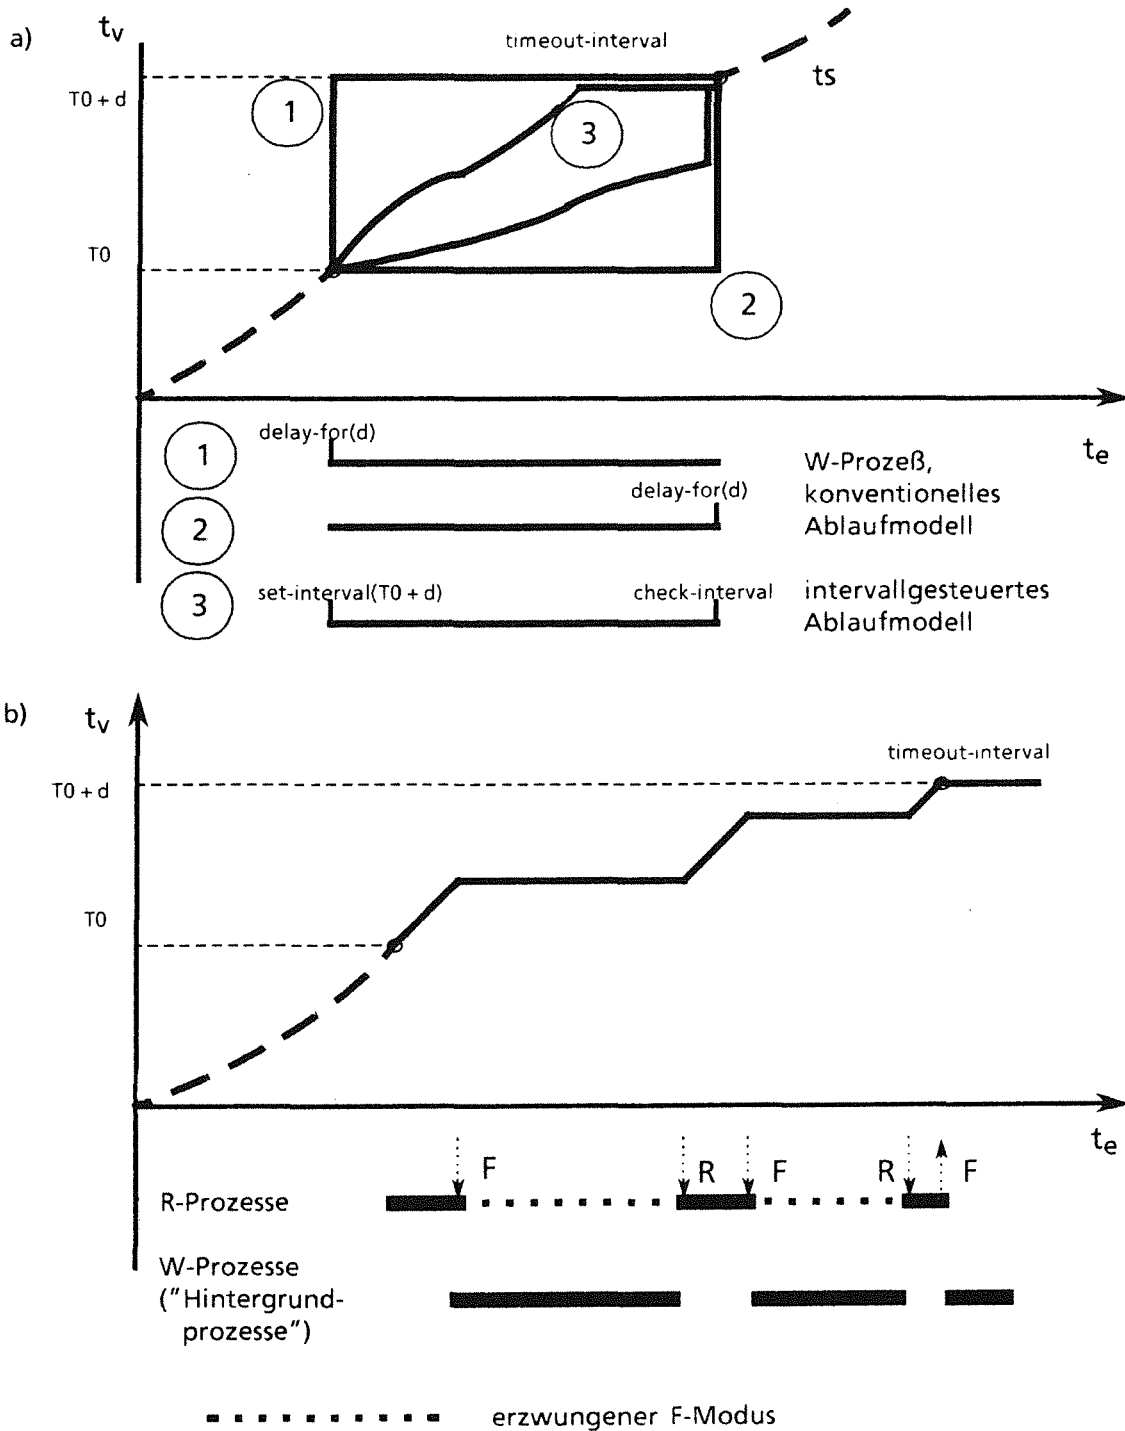 a)
t_v
timeout-interval
ts
T0 + d
1
3
T0
2
t_e
1
delay-for(d)
W-Prozeß,
konventionelles
Ablaufmodell
2
delay-for(d)
3
set-interval(T0 + d)
check-interval
intervallgesteuertes
Ablaufmodell
b)
t_v
timeout-interval
T0 + d
T0
t_e
F
R
F
R
F
R-Prozesse
W-Prozesse
("Hintergrund-
prozesse")
erzwungener F-Modus